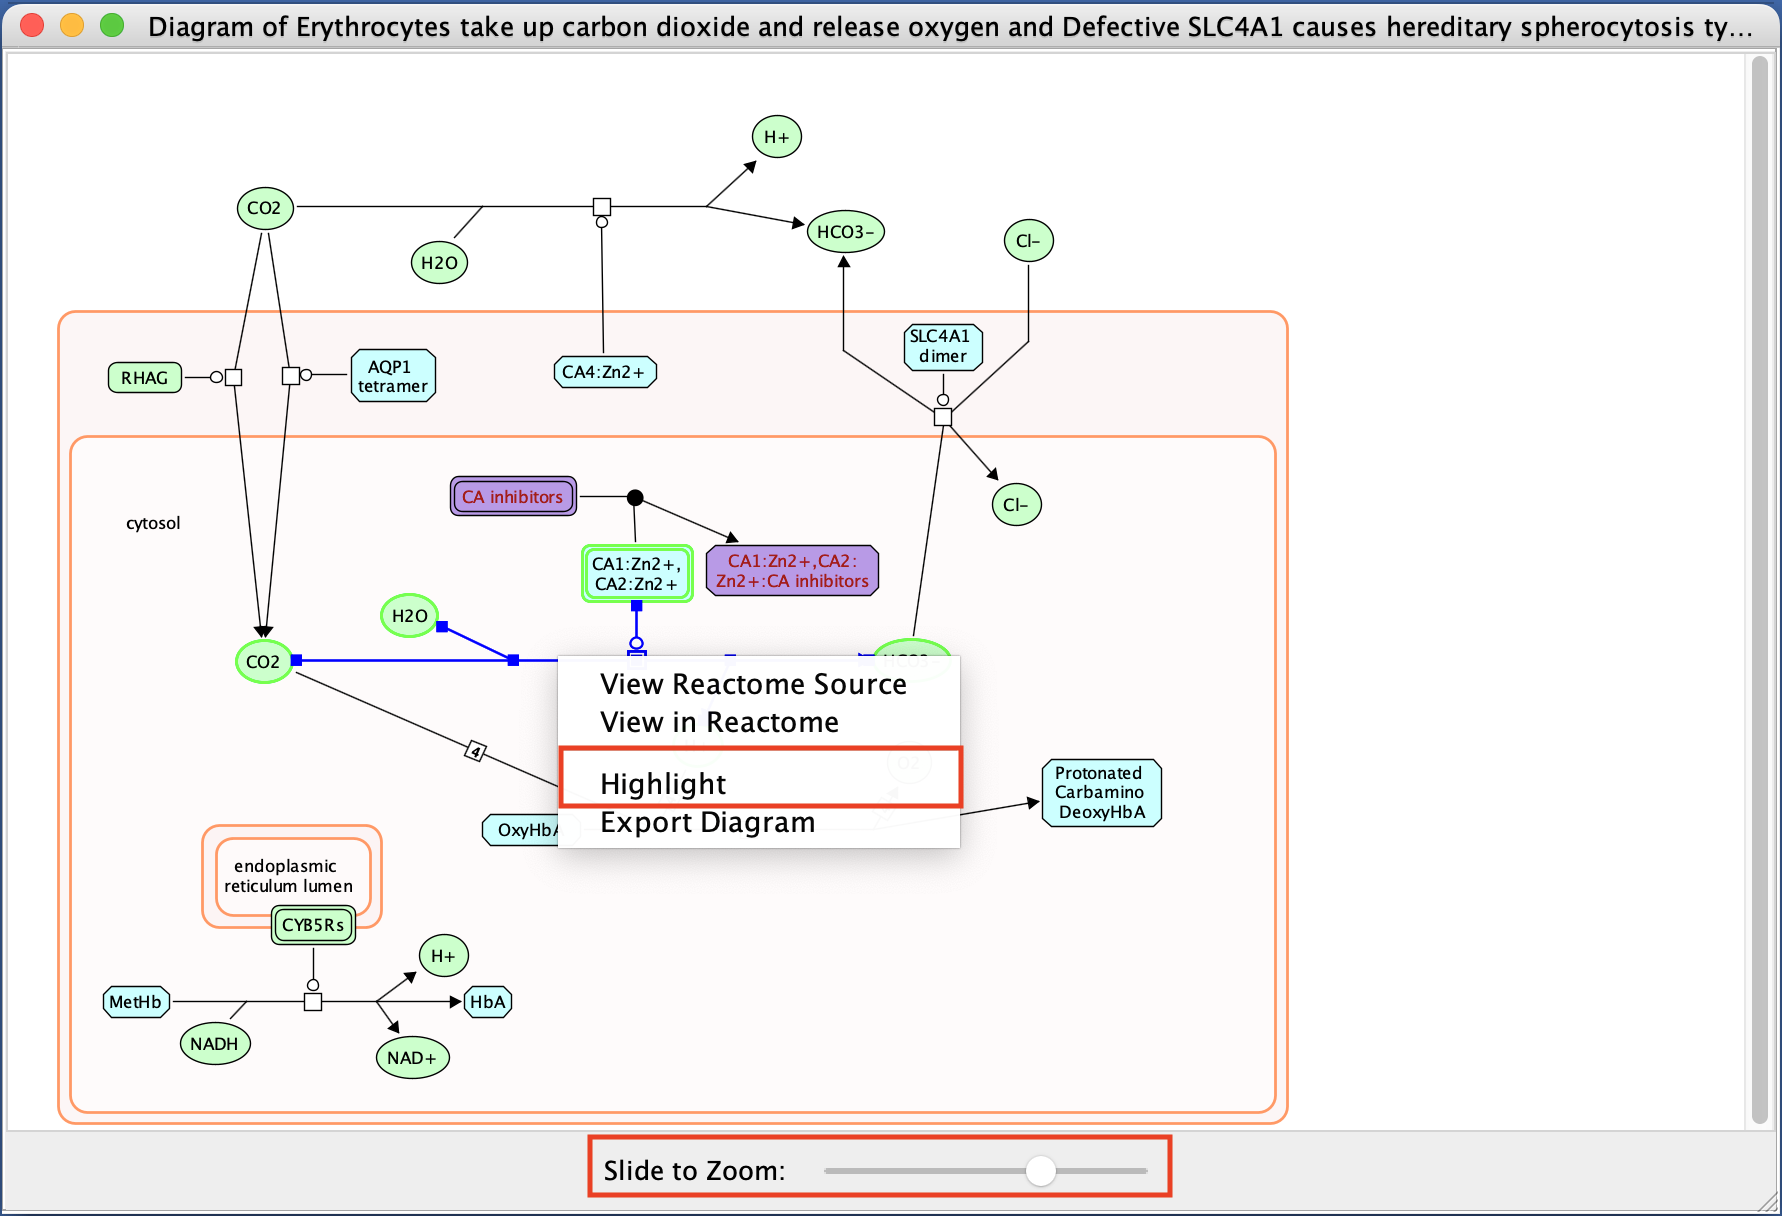 Diagram of Erythrocytes take up carbon dioxide and release oxygen and Defective SLC4A1 causes hereditary spherocytosis ty...
H+
CO2
HCO3-
Cl-
H2O
SLC4A1
dimer
RHAG
AQP1
tetramer
CA4:Zn2+
CA inhibitors
Cl-
cytosol
CA1:Zn2+,
CA2:Zn2+
CA1:Zn2+,CA2:
Zn2+:CA inhibitors
H2O
CO2
HCO3-
View Reactome Source
View in Reactome
4
O2
Highlight
Protonated
Carbamino
DeoxyHbA
OxyHbA
Export Diagram
endoplasmic
reticulum lumen
CYB5Rs
H+
MetHb
HbA
NADH
NAD+
Slide to Zoom: